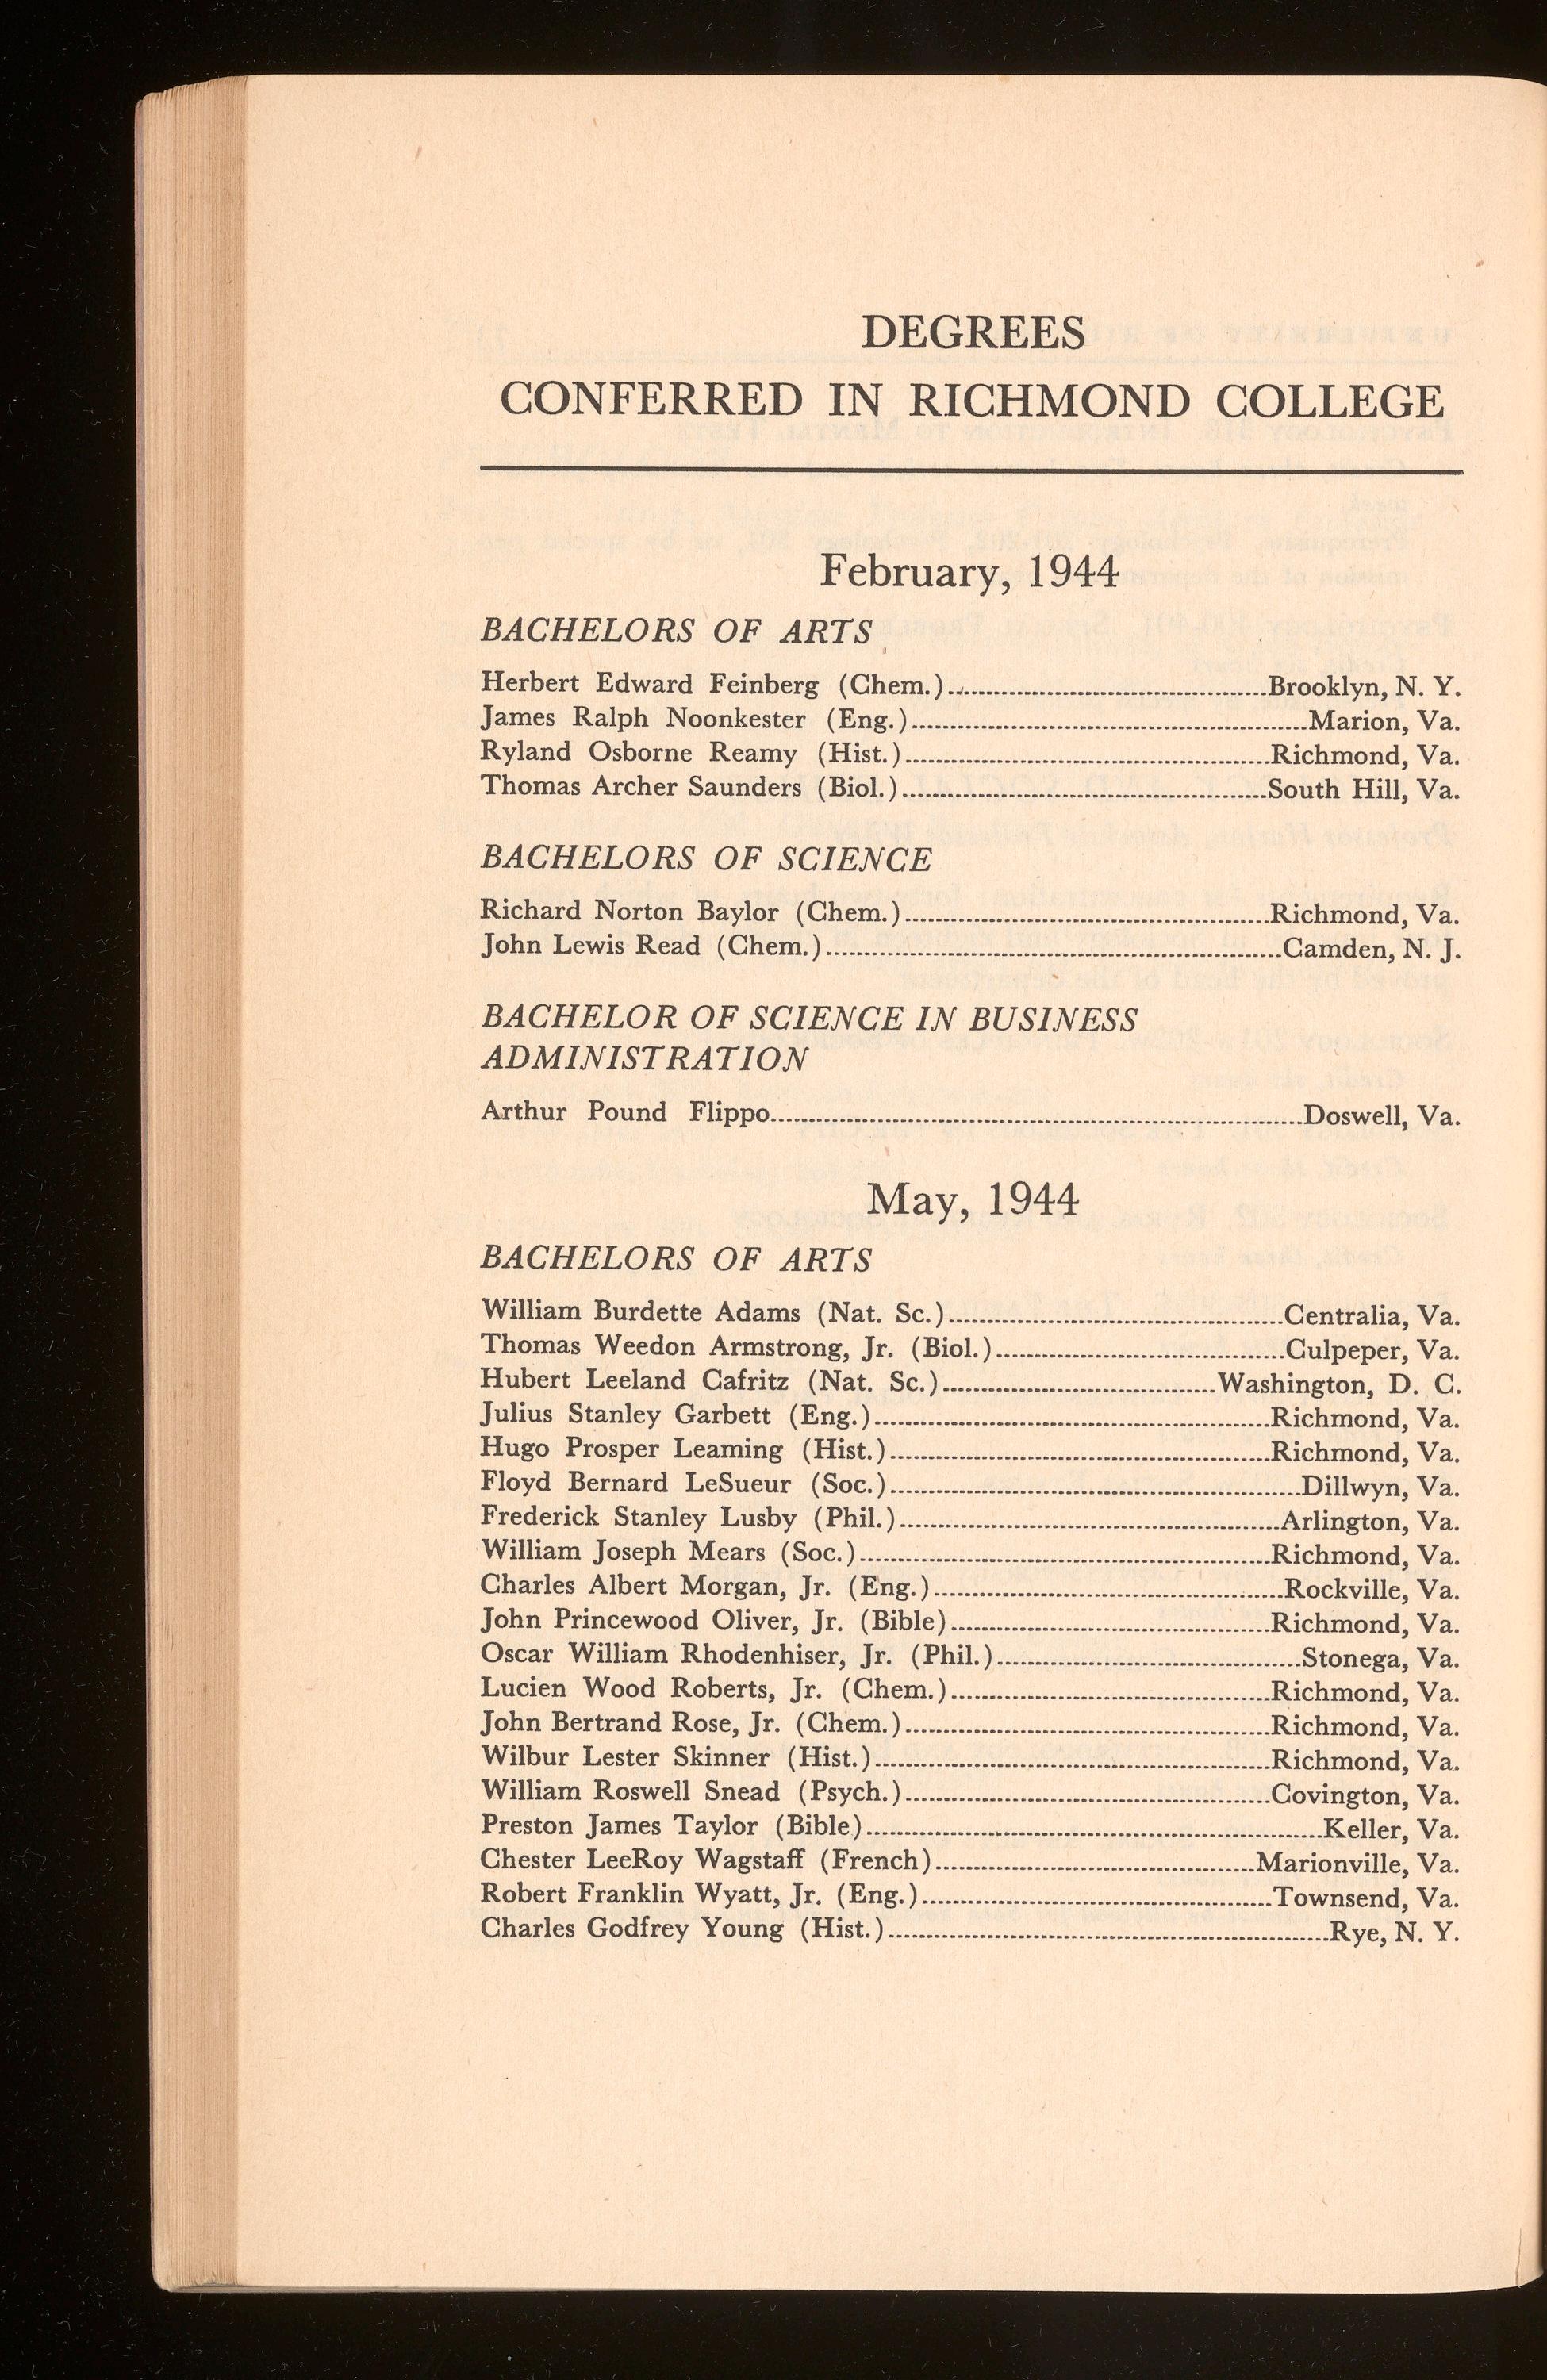 DEGREES
CONFERRED IN RICHMOND COLLEGE
February, 1944
BACHELORS OF ARTS
Herbert Edward Feinberg (Chem.)........Brooklyn, N. Y.
James Ralph Noonkester (Eng.)........Marion, Va.
Ryland Osborne Reamy (Hist.)........Richmond, Va.
Thomas Archer Saunders (Biol.)........South Hill, Va.
BACHELORS OF SCIENCE
Richard Norton Baylor (Chem.)........Richmond, Va.
John Lewis Read (Chem.)........Camden, N. J.
BACHELOR OF SCIENCE IN BUSINESS
ADMINISTRATION
Arthur Pound Flippo........Doswell, Va.
May, 1944
BACHELORS OF ARTS
William Burdette Adams (Nat. Sc.)........Centralia, Va.
Thomas Weedon Armstrong, Jr. (Biol.)........Culpeper, Va.
Hubert Leeland Cafritz (Nat. Sc.)........Washington, D. C.
Julius Stanley Garbett (Eng.)........Richmond, Va.
Hugo Prosper Leaming (Hist.)........Richmond, Va.
Floyd Bernard LeSueur (Soc.)........Dillwyn, Va.
Frederick Stanley Lusby (Phil.)........Arlington, Va.
William Joseph Mears (Soc.)........Richmond, Va.
Charles Albert Morgan, Jr. (Eng.)........Rockville, Va.
John Princewood Oliver, Jr. (Bible)........Richmond, Va.
Oscar William Rhodenhiser, Jr. (Phil.)........Stonega, Va.
Lucien Wood Roberts, Jr. (Chem.)........Richmond, Va.
John Bertrand Rose, Jr. (Chem.)........Richmond, Va.
Wilbur Lester Skinner (Hist.)........Richmond, Va.
William Roswell Snead (Psych.)........Covington, Va.
Preston James Taylor (Bible)........Keller, Va.
Chester LeeRoy Wagstaff (French)........Marionville, Va.
Robert Franklin Wyatt, Jr. (Eng.)........Townsend, Va.
Charles Godfrey Young (Hist.)........Rye, N. Y.